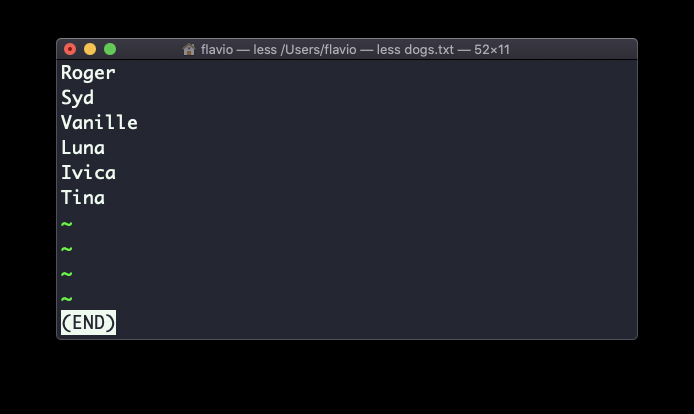 flavio — less /Users/flavio — less dogs.txt — 52×11
Roger
Syd
Vanille
Luna
Ivica
Tina
~
~
~
~
(END)